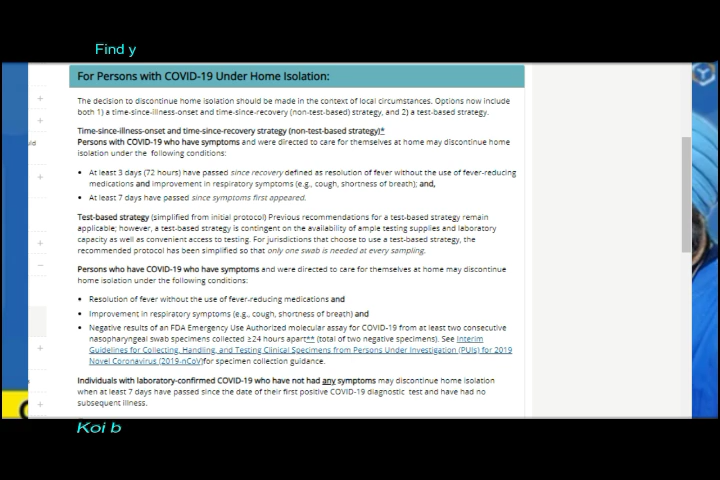 Find y
For Persons with COVID-19 Under Home Isolation:
The decision to discontinue home isolation should be made in the context of local circumstances. Options now include
both 1) a time-since-illness-onset and time-since-recovery (non-test-based) strategy, and 2) a test-based strategy.
Time-since-illness-onset and time-since-recovery strategy (non-test-based strategy)*
Persons with COVID-19 who have symptoms and were directed to care for themselves at home may discontinue home
isolation under the following conditions:
• At least 3 days (72 hours) have passed since recovery defined as resolution of fever without the use of fever-reducing
medications and improvement in respiratory symptoms (e.g., cough, shortness of breath); and,
• At least 7 days have passed since symptoms first appeared.
Test-based strategy (simplified from initial protocol) Previous recommendations for a test-based strategy remain
applicable; however, a test-based strategy is contingent on the availability of ample testing supplies and laboratory
capacity as well as convenient access to testing. For jurisdictions that choose to use a test-based strategy, the
recommended protocol has been simplified so that only one swab is needed at every sampling.
Persons who have COVID-19 who have symptoms and were directed to care for themselves at home may discontinue
home isolation under the following conditions:
• Resolution of fever without the use of fever-reducing medications and
• Improvement in respiratory symptoms (e.g., cough, shortness of breath) and
• Negative results of an FDA Emergency Use Authorized molecular assay for COVID-19 from at least two consecutive
nasopharyngeal swab specimens collected ≥24 hours apart** (total of two negative specimens). See Interim
Guidelines for Collecting, Handling, and Testing Clinical Specimens from Persons Under Investigation (PUIs) for 2019
Novel Coronavirus (2019-nCoV)for specimen collection guidance.
Individuals with laboratory-confirmed COVID-19 who have not had any symptoms may discontinue home isolation
when at least 7 days have passed since the date of their first positive COVID-19 diagnostic test and have had no
subsequent illness.
Koi b